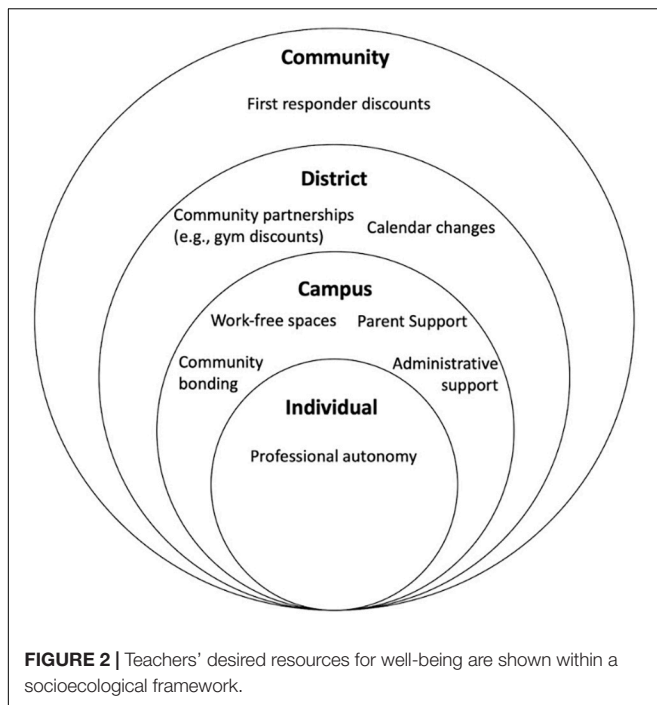 Community
First responder discounts
District
Community partnerships
(e.g., gym discounts)
Calendar changes
Campus
Work-free spaces
Parent Support
Community
bonding
Administrative
support
Individual
Professional autonomy
FIGURE 2 | Teachers’ desired resources for well-being are shown within a
socioecological framework.